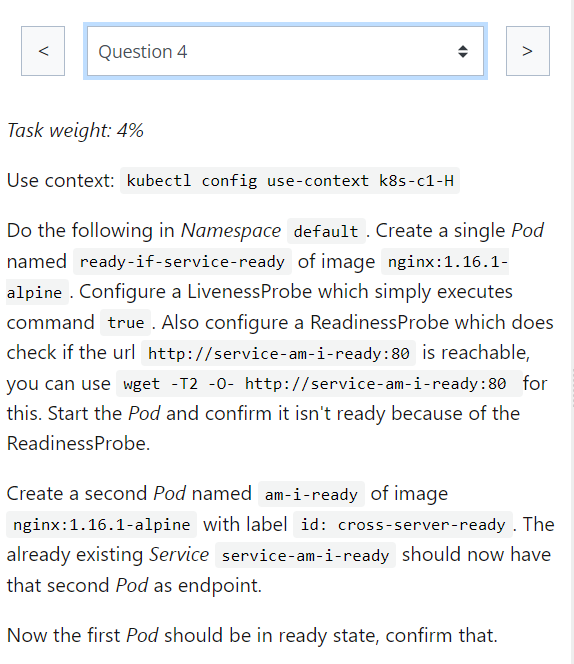 <
Question 4
>
Task weight: 4%
Use context: kubectl config use-context k8s-c1-H
Do the following in Namespace default . Create a single Pod
named ready-if-service-ready of image nginx:1.16.1-
alpine . Configure a LivenessProbe which simply executes
command true . Also configure a ReadinessProbe which does
check if the url http://service-am-i-ready:80 is reachable,
you can use wget -T2 -O- http://service-am-i-ready:80 for
this. Start the Pod and confirm it isn't ready because of the
ReadinessProbe.
Create a second Pod named am-i-ready of image
nginx:1.16.1-alpine with label id: cross-server-ready . The
already existing Service service-am-i-ready should now have
that second Pod as endpoint.
Now the first Pod should be in ready state, confirm that.